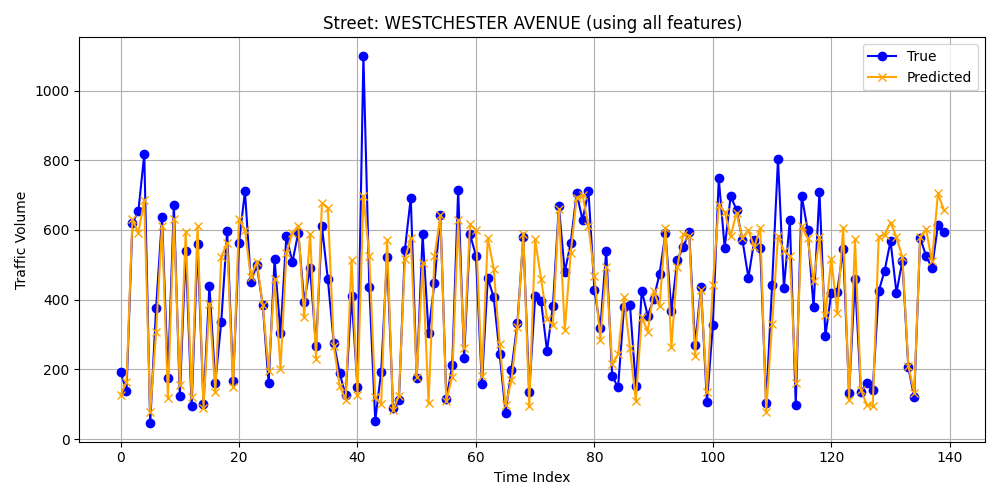 Street: WESTCHESTER AVENUE (using all features)
True
Predicted
Traffic Volume
1000
800
600
400
200
0
0 20 40 60 80 100 120 140
Time Index